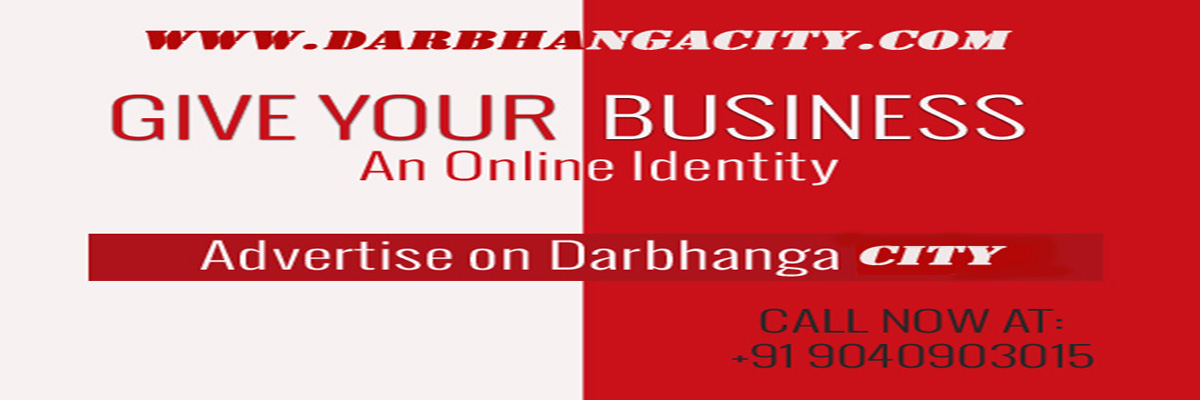 WWW.DARBHANGACITY.COM
GIVE YOUR BUSINESS
An Online Identity
Advertise on Darbhanga CITY
CALL NOW AT:
+91 9040903015